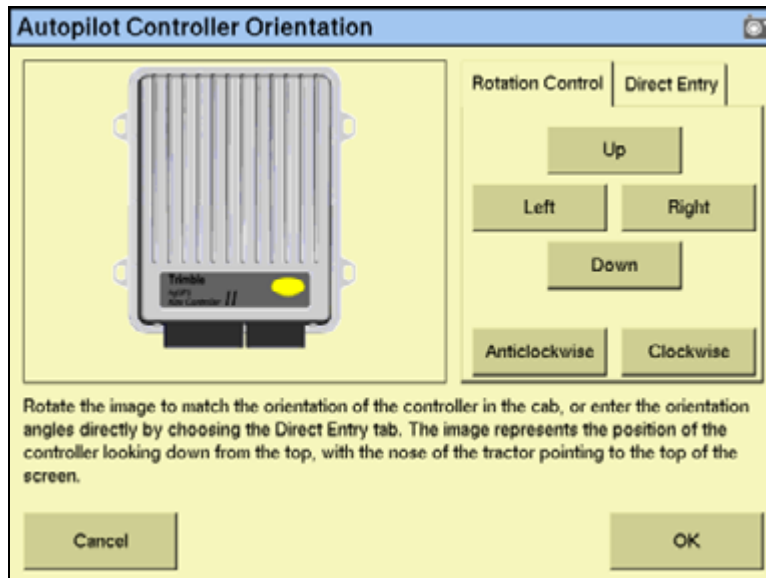 Autopilot Controller Orientation
Rotation Control
Direct Entry
Up
Left
Right
Down
Anticlockwise
Clockwise
Trimble
AgGPS
Nav Controller II
Rotate the image to match the orientation of the controller in the cab, or enter the orientation
angles directly by choosing the Direct Entry tab. The image represents the position of the
controller looking down from the top, with the nose of the tractor pointing to the top of the
screen.
Cancel
OK